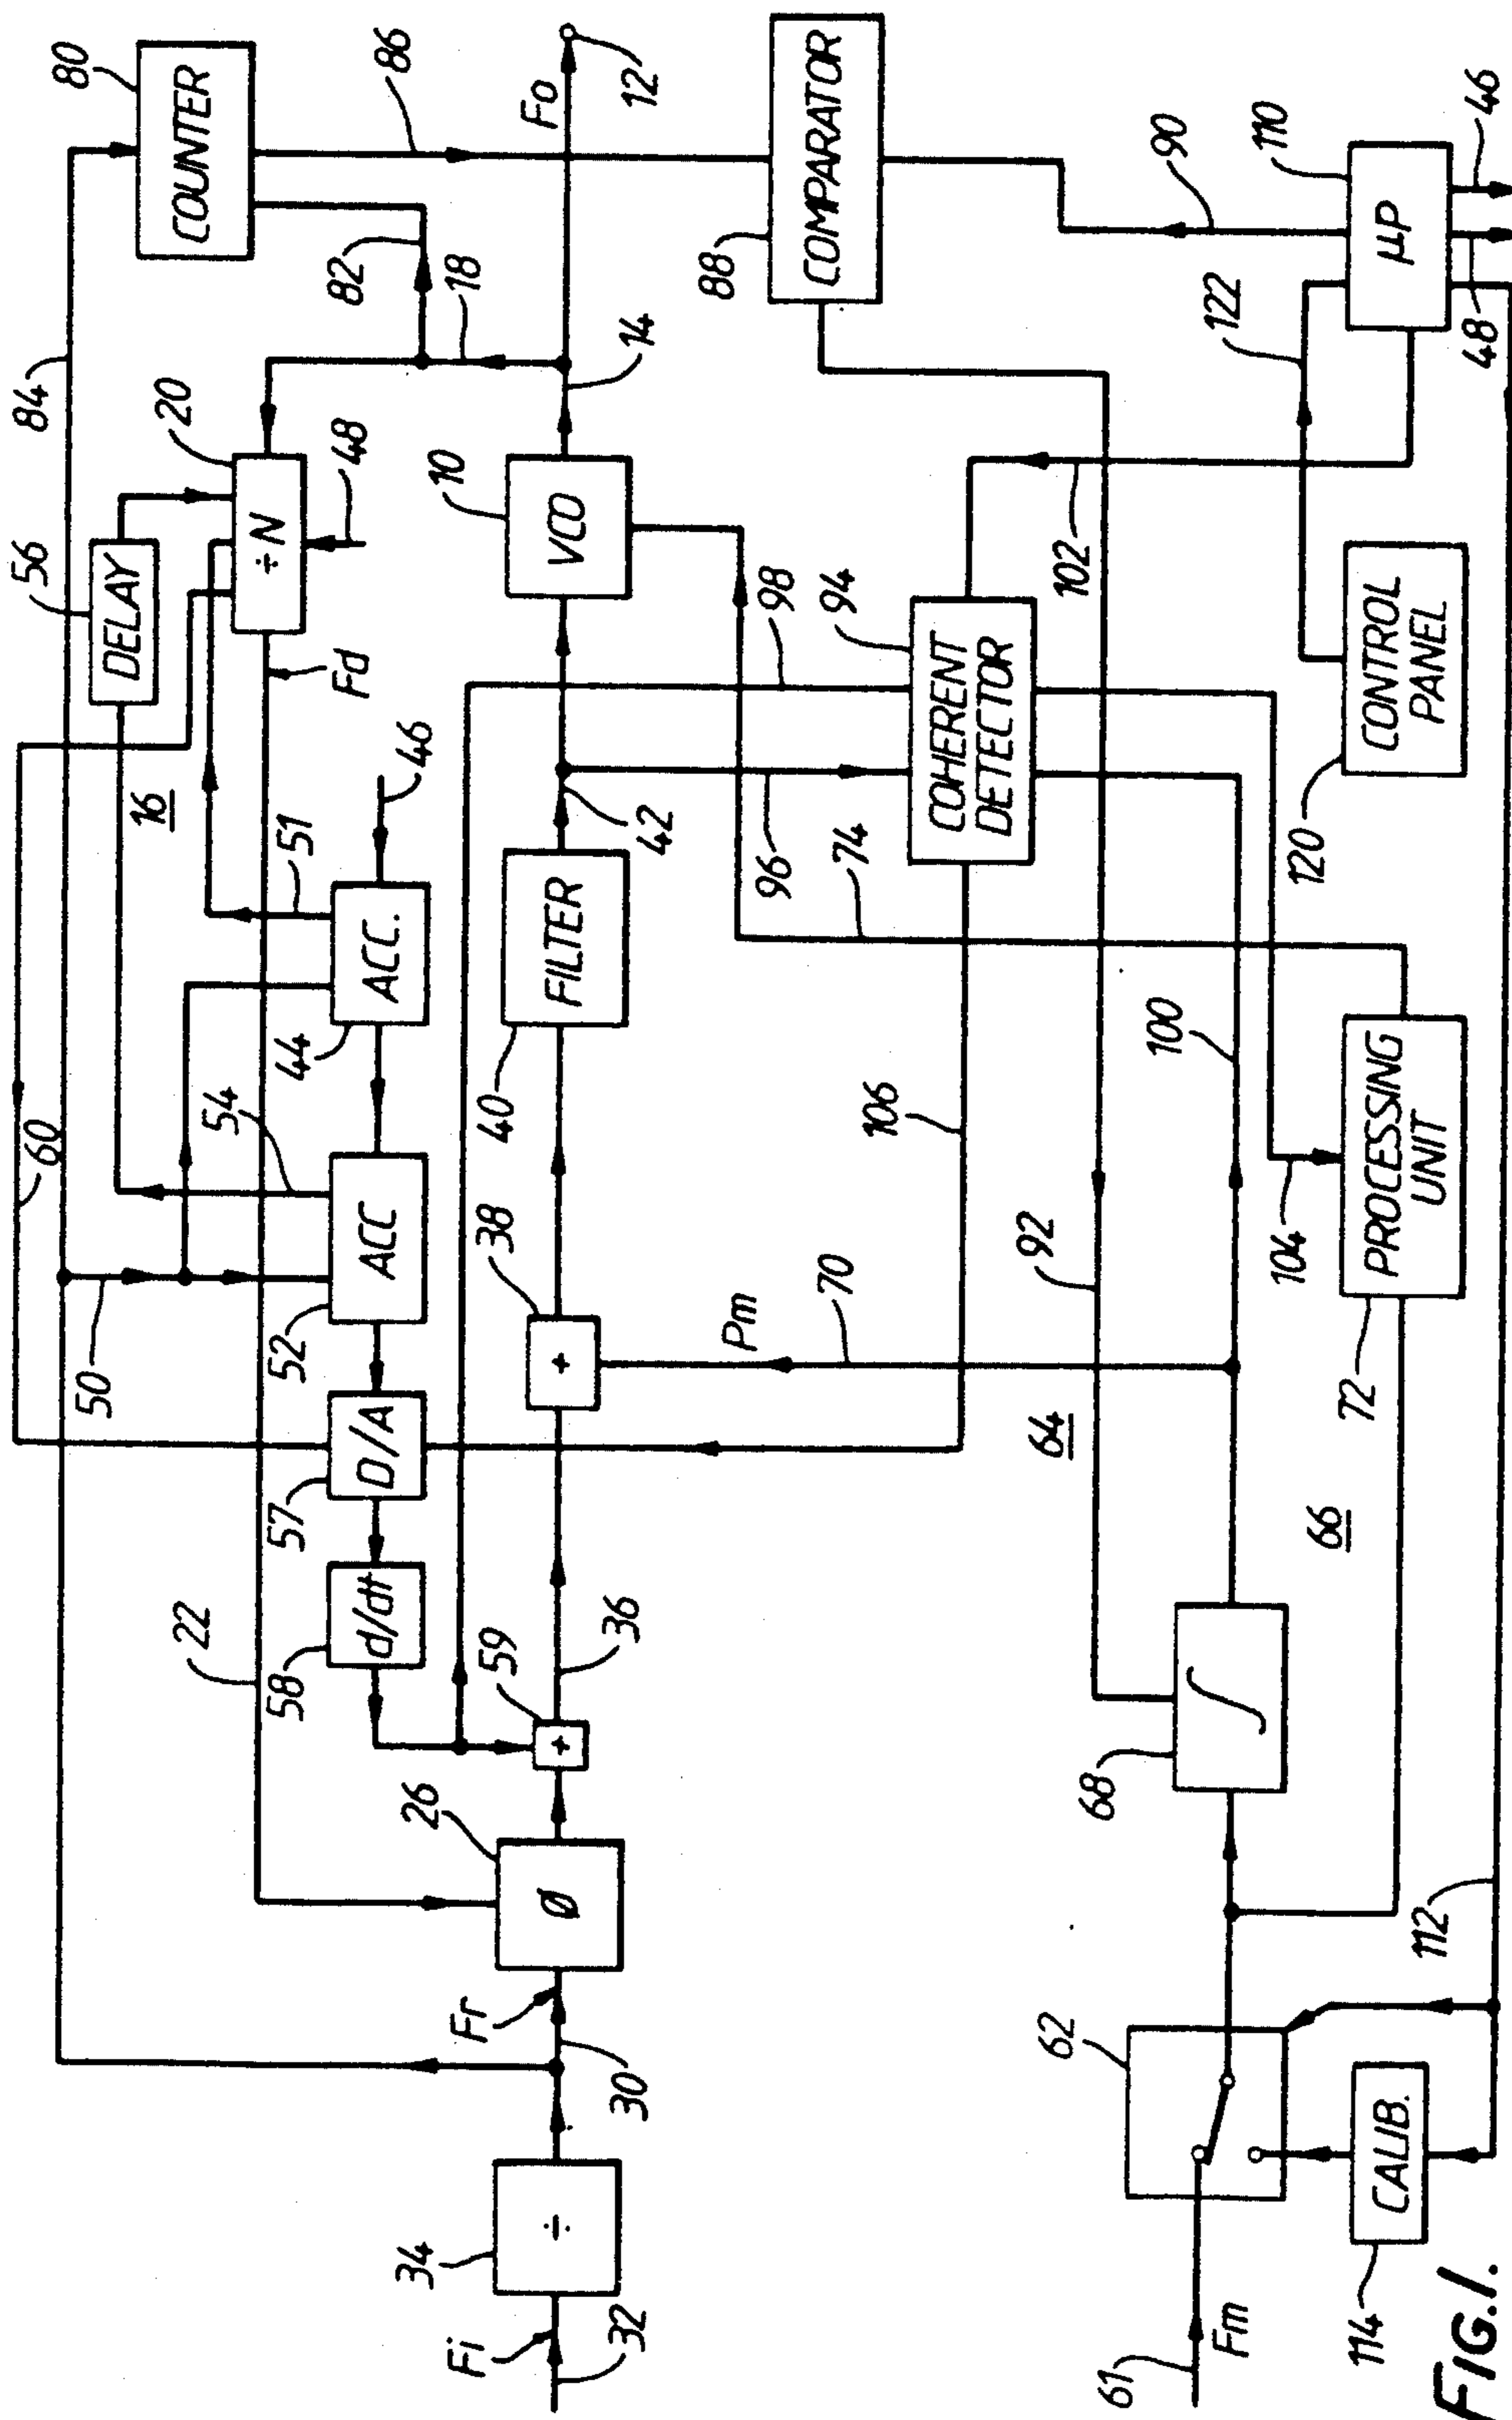 84
80
COUNTER
56
DELAY
20
÷N
82
18
86
Fo
12
60
54
16
51
48
Fd
46
14
10
VCO
50
52
ACC
44
ACC.
22
57
D/A
58
d/dt
59
+
38
+
40
FILTER
42
98
94
COHERENT
DETECTOR
88
COMPARATOR
26
Ø
36
Fr
30
34
÷
Fi
32
Pm
70
96
74
102
90
122
110
µP
106
92
64
100
104
66
72
PROCESSING
UNIT
120
CONTROL
PANEL
48
46
68
∫
62
61
Fm
112
114
CALIB.
FIG.1.